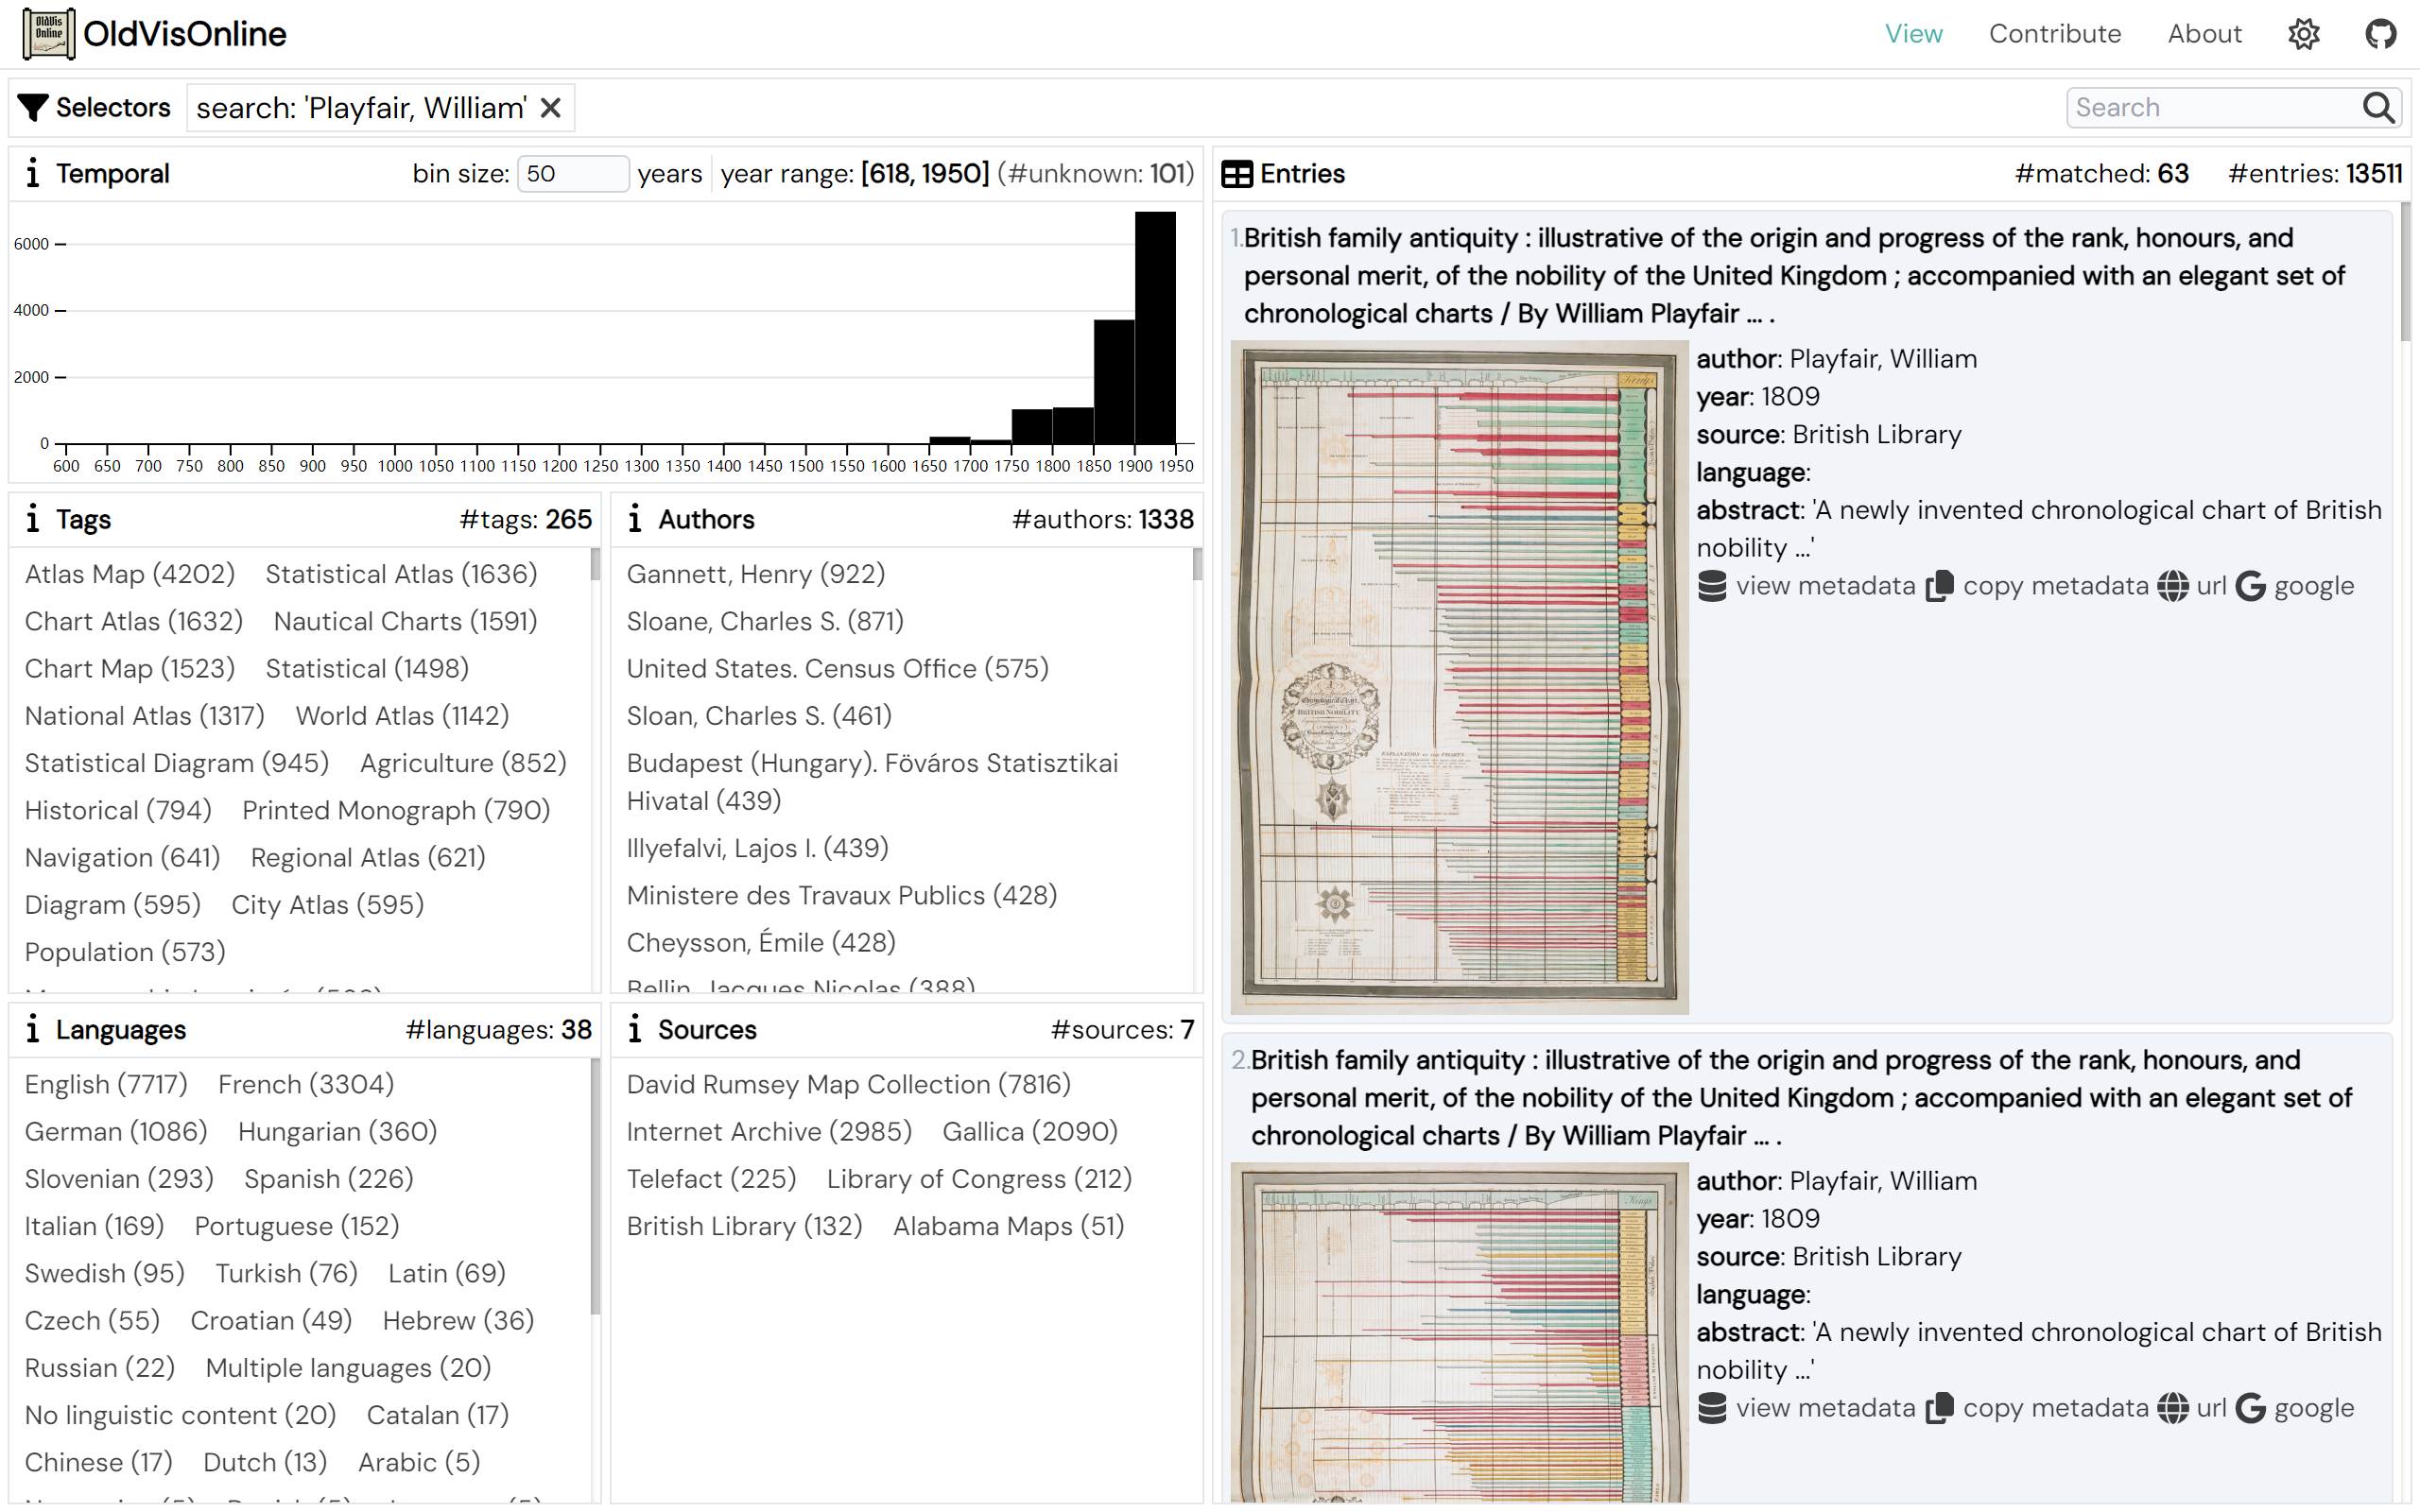 OldVis
Online
OldVisOnline
View Contribute About
Selectors search: 'Playfair, William'
Search
Temporal bin size: 50 years year range: [618, 1950] (#unknown: 101)
6000
4000
2000
0
600 650 700 750 800 850 900 950 1000 1050 1100 1150 1200 1250 1300 1350 1400 1450 1500 1550 1600 1650 1700 1750 1800 1850 1900 1950
Tags #tags: 265
Atlas Map (4202) Statistical Atlas (1636)
Chart Atlas (1632) Nautical Charts (1591)
Chart Map (1523) Statistical (1498)
National Atlas (1317) World Atlas (1142)
Statistical Diagram (945) Agriculture (852)
Historical (794) Printed Monograph (790)
Navigation (641) Regional Atlas (621)
Diagram (595) City Atlas (595)
Population (573)
Authors #authors: 1338
Gannett, Henry (922)
Sloane, Charles S. (871)
United States. Census Office (575)
Sloan, Charles S. (461)
Budapest (Hungary). Föváros Statisztikai
Hivatal (439)
Illyefalvi, Lajos I. (439)
Ministere des Travaux Publics (428)
Cheysson, Émile (428)
Bellin, Jacques Nicolas (388)
Languages #languages: 38
English (7717) French (3304)
German (1086) Hungarian (360)
Slovenian (293) Spanish (226)
Italian (169) Portuguese (152)
Swedish (95) Turkish (76) Latin (69)
Czech (55) Croatian (49) Hebrew (36)
Russian (22) Multiple languages (20)
No linguistic content (20) Catalan (17)
Chinese (17) Dutch (13) Arabic (5)
Sources #sources: 7
David Rumsey Map Collection (7816)
Internet Archive (2985) Gallica (2090)
Telefact (225) Library of Congress (212)
British Library (132) Alabama Maps (51)
Entries #matched: 63 #entries: 13511
1.British family antiquity : illustrative of the origin and progress of the rank, honours, and
personal merit, of the nobility of the United Kingdom ; accompanied with an elegant set of
chronological charts / By William Playfair ... .
author: Playfair, William
year: 1809
source: British Library
language:
abstract: 'A newly invented chronological chart of British
nobility ...'
view metadata copy metadata url google
2.British family antiquity : illustrative of the origin and progress of the rank, honours, and
personal merit, of the nobility of the United Kingdom ; accompanied with an elegant set of
chronological charts / By William Playfair ... .
author: Playfair, William
year: 1809
source: British Library
language:
abstract: 'A newly invented chronological chart of British
nobility ...'
view metadata copy metadata url google